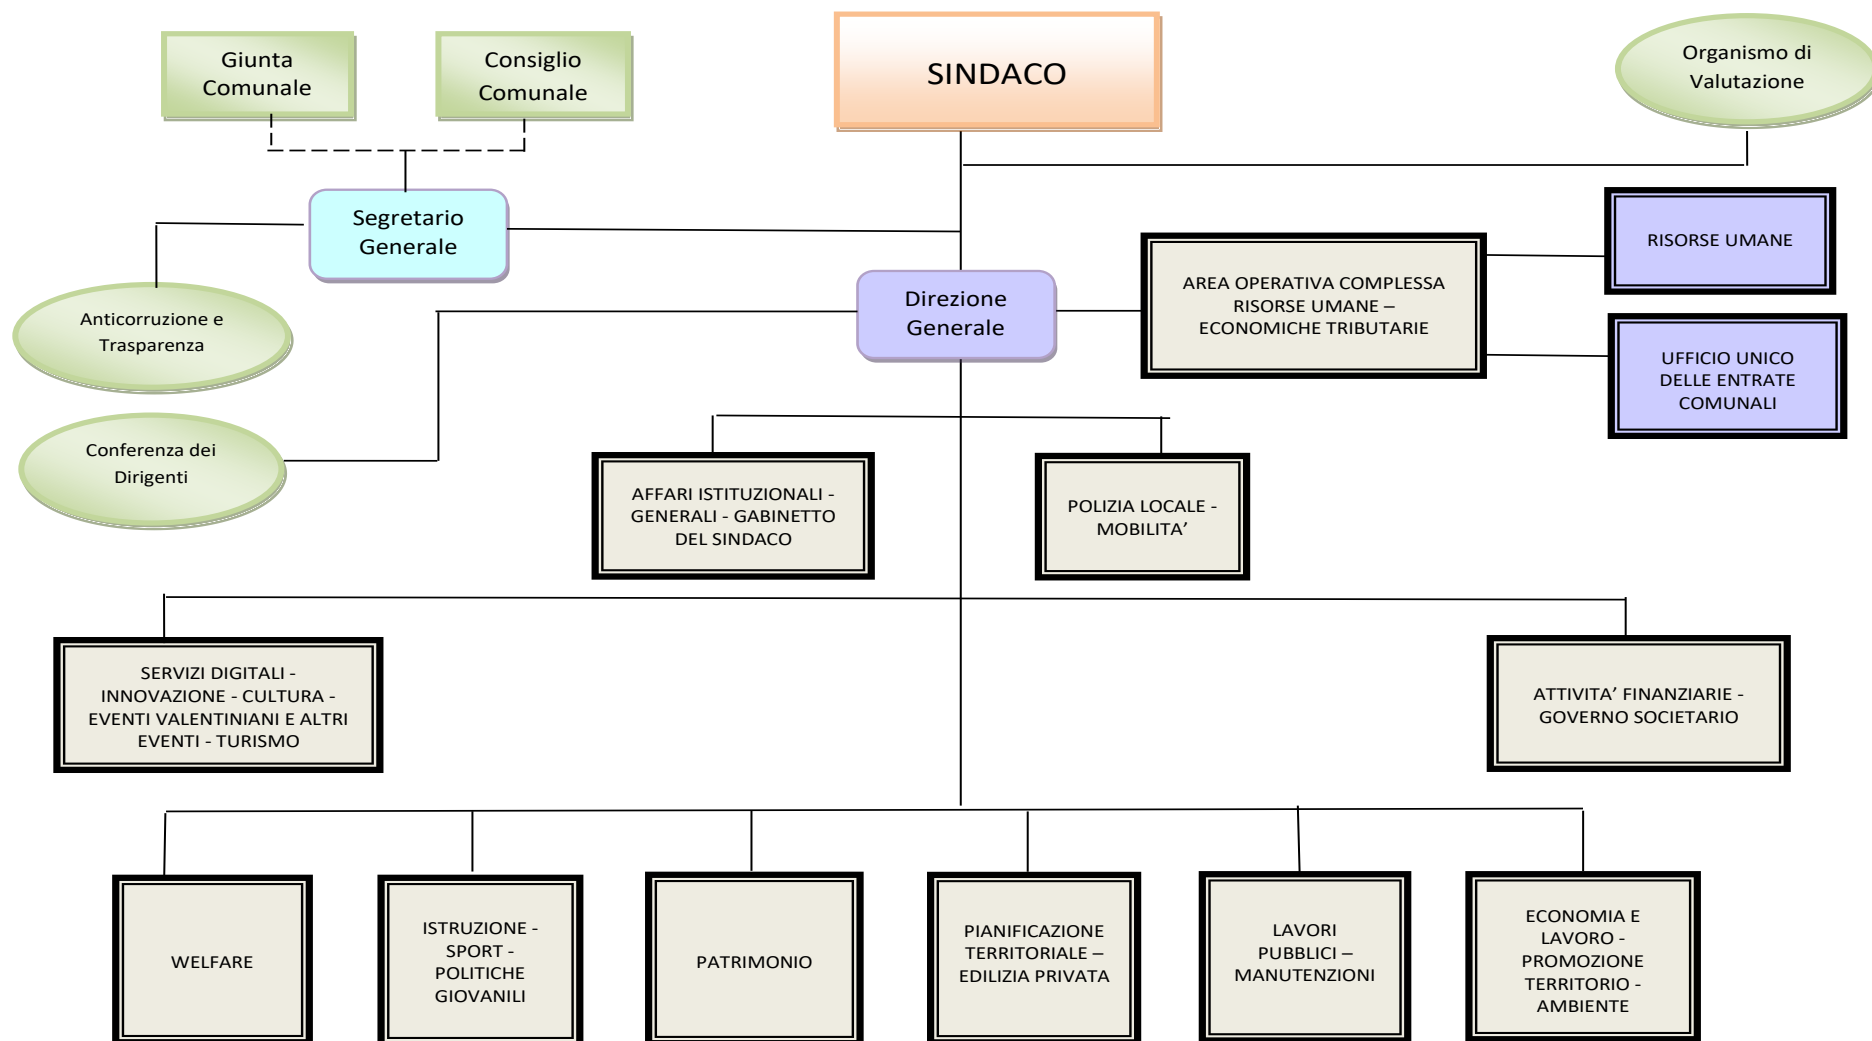 Giunta
Comunale
Consiglio
Comunale
SINDACO
Organismo di
Valutazione
Segretario
Generale
RISORSE UMANE
AREA OPERATIVA COMPLESSA
RISORSE UMANE –
ECONOMICHE TRIBUTARIE
Direzione
Generale
Anticorruzione e
Trasparenza
UFFICIO UNICO
DELLE ENTRATE
COMUNALI
Conferenza dei
Dirigenti
AFFARI ISTITUZIONALI -
GENERALI - GABINETTO
DEL SINDACO
POLIZIA LOCALE -
MOBILITA’
SERVIZI DIGITALI -
INNOVAZIONE - CULTURA -
EVENTI VALENTINIANI E ALTRI
EVENTI - TURISMO
ATTIVITA’ FINANZIARIE -
GOVERNO SOCIETARIO
WELFARE
ISTRUZIONE -
SPORT -
POLITICHE
GIOVANILI
PATRIMONIO
PIANIFICAZIONE
TERRITORIALE –
EDILIZIA PRIVATA
LAVORI
PUBBLICI –
MANUTENZIONI
ECONOMIA E
LAVORO -
PROMOZIONE
TERRITORIO -
AMBIENTE